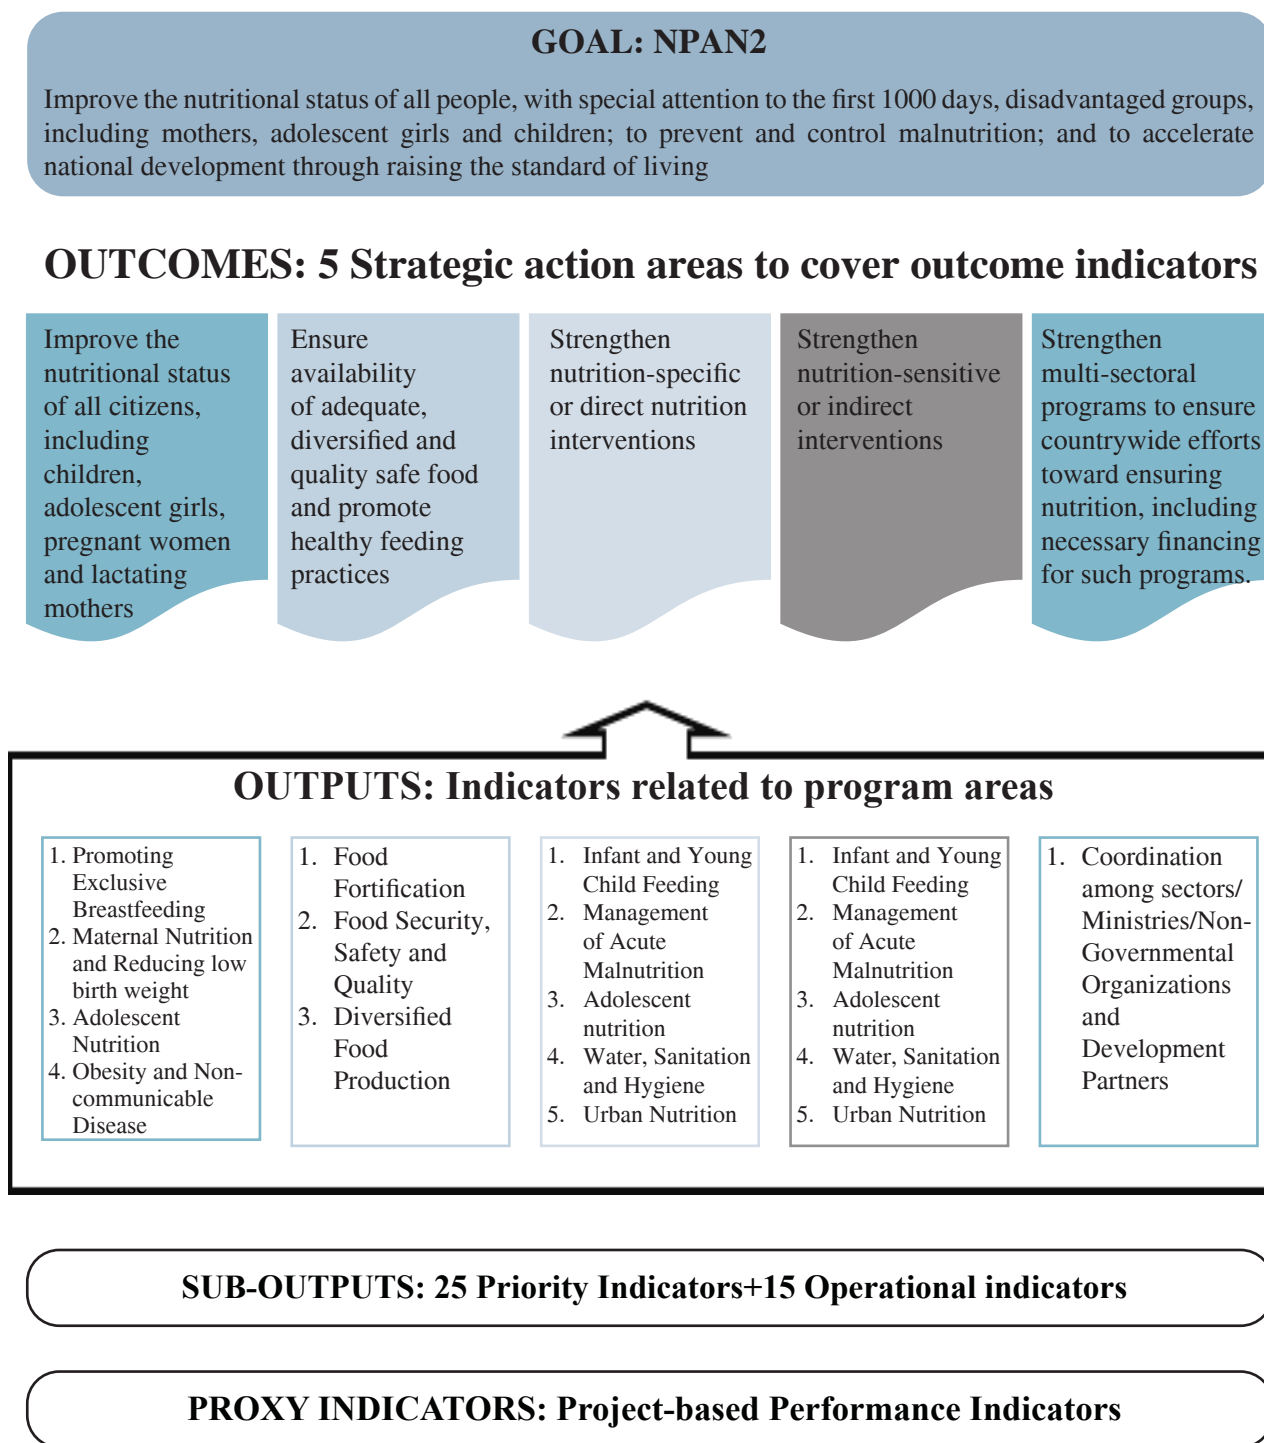 GOAL: NPAN2
Improve the nutritional status of all people, with special attention to the first 1000 days, disadvantaged groups,
including mothers, adolescent girls and children; to prevent and control malnutrition; and to accelerate
national development through raising the standard of living
OUTCOMES: 5 Strategic action areas to cover outcome indicators
Improve the
nutritional status
of all citizens,
including
children,
adolescent girls,
pregnant women
and lactating
mothers
Ensure
availability
of adequate,
diversified and
quality safe food
and promote
healthy feeding
practices
Strengthen
nutrition-specific
or direct nutrition
interventions
Strengthen
nutrition-sensitive
or indirect
interventions
Strengthen
multi-sectoral
programs to ensure
countrywide efforts
toward ensuring
nutrition, including
necessary financing
for such programs.
OUTPUTS: Indicators related to program areas
1. Promoting
Exclusive
Breastfeeding
2. Maternal Nutrition
and Reducing low
birth weight
3. Adolescent
Nutrition
4. Obesity and Non-
communicable
Disease
1. Food
Fortification
2. Food Security,
Safety and
Quality
3. Diversified
Food
Production
1. Infant and Young
Child Feeding
2. Management
of Acute
Malnutrition
3. Adolescent
nutrition
4. Water, Sanitation
and Hygiene
5. Urban Nutrition
1. Infant and Young
Child Feeding
2. Management
of Acute
Malnutrition
3. Adolescent
nutrition
4. Water, Sanitation
and Hygiene
5. Urban Nutrition
1. Coordination
among sectors/
Ministries/Non-
Governmental
Organizations
and
Development
Partners
SUB-OUTPUTS: 25 Priority Indicators+15 Operational indicators
PROXY INDICATORS: Project-based Performance Indicators